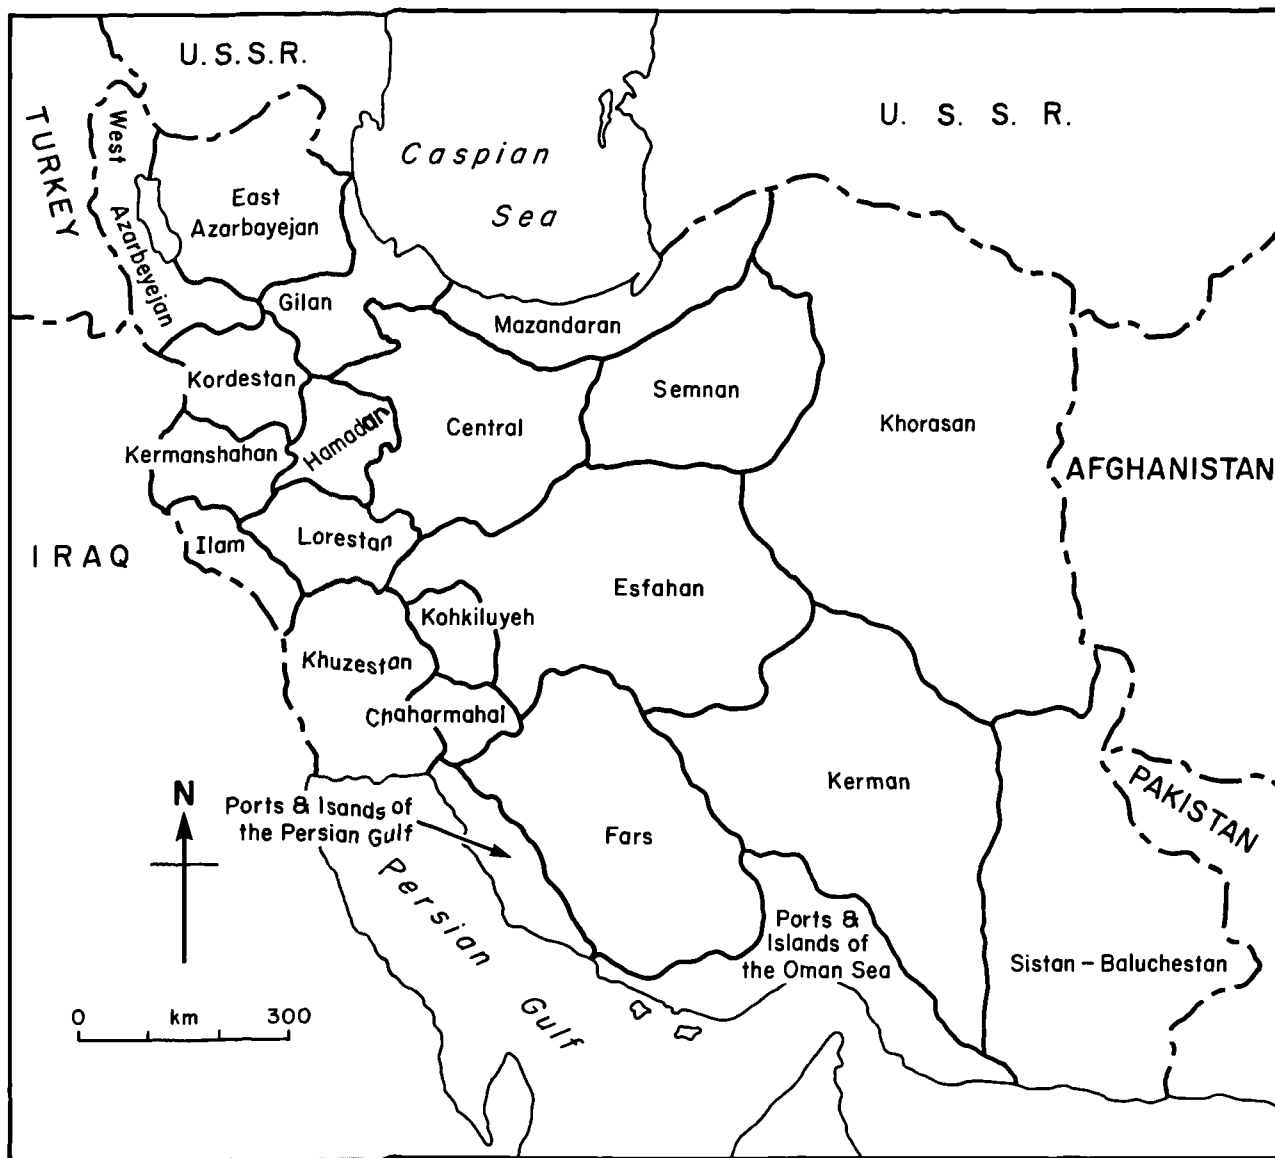 U.S.S.R.
U. S. S. R.
TURKEY
West
Azarbeyejan
East
Azarbayejan
Caspian
Sea
Gilan
Mazandaran
Kordestan
Semnan
Hamadan
Central
Khorasan
Kermanshahan
AFGHANISTAN
IRAQ
Ilam
Lorestan
Esfahan
Kohkiluyeh
Khuzestan
Chaharmahal
Kerman
PAKISTAN
N
Ports & Isands of
the Persian Gulf
Fars
Persian
Gulf
Ports &
Islands of
the Oman Sea
Sistan - Baluchestan
0 km 300